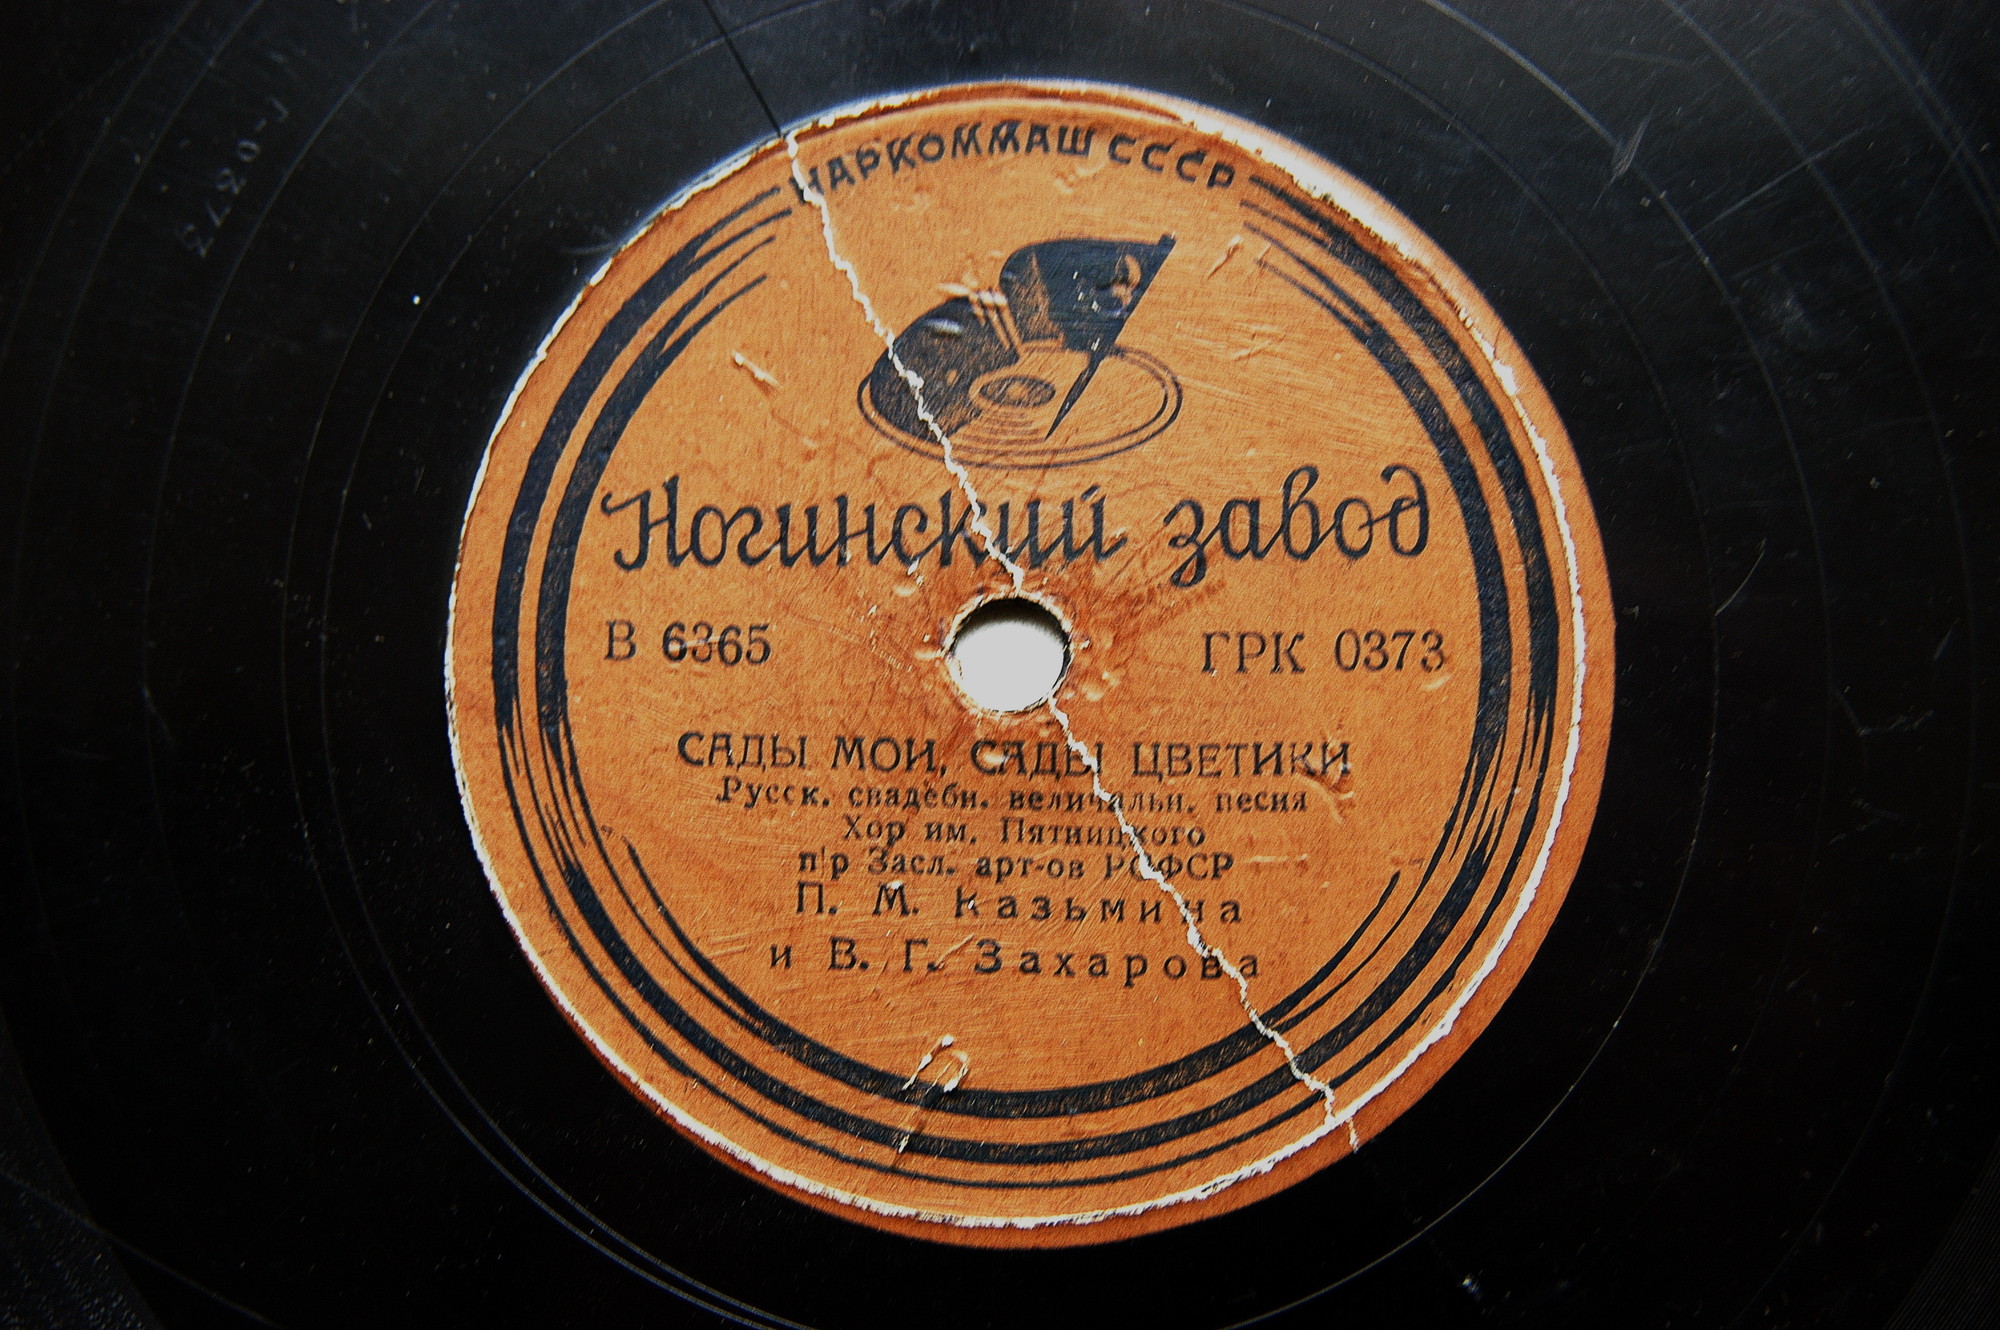 НАРКОММАШ СССР
Ногинский завод
В 6365
ГРК 0373
САДЫ МОИ, САДЫ ЦВЕТИКИ
Русск. свадебн. величальн. песня
Хор им. Пятницкого
п/р Засл. арт-ов РСФСР
П. М. Казьмина
и В. Г. Захарова
Г-0373